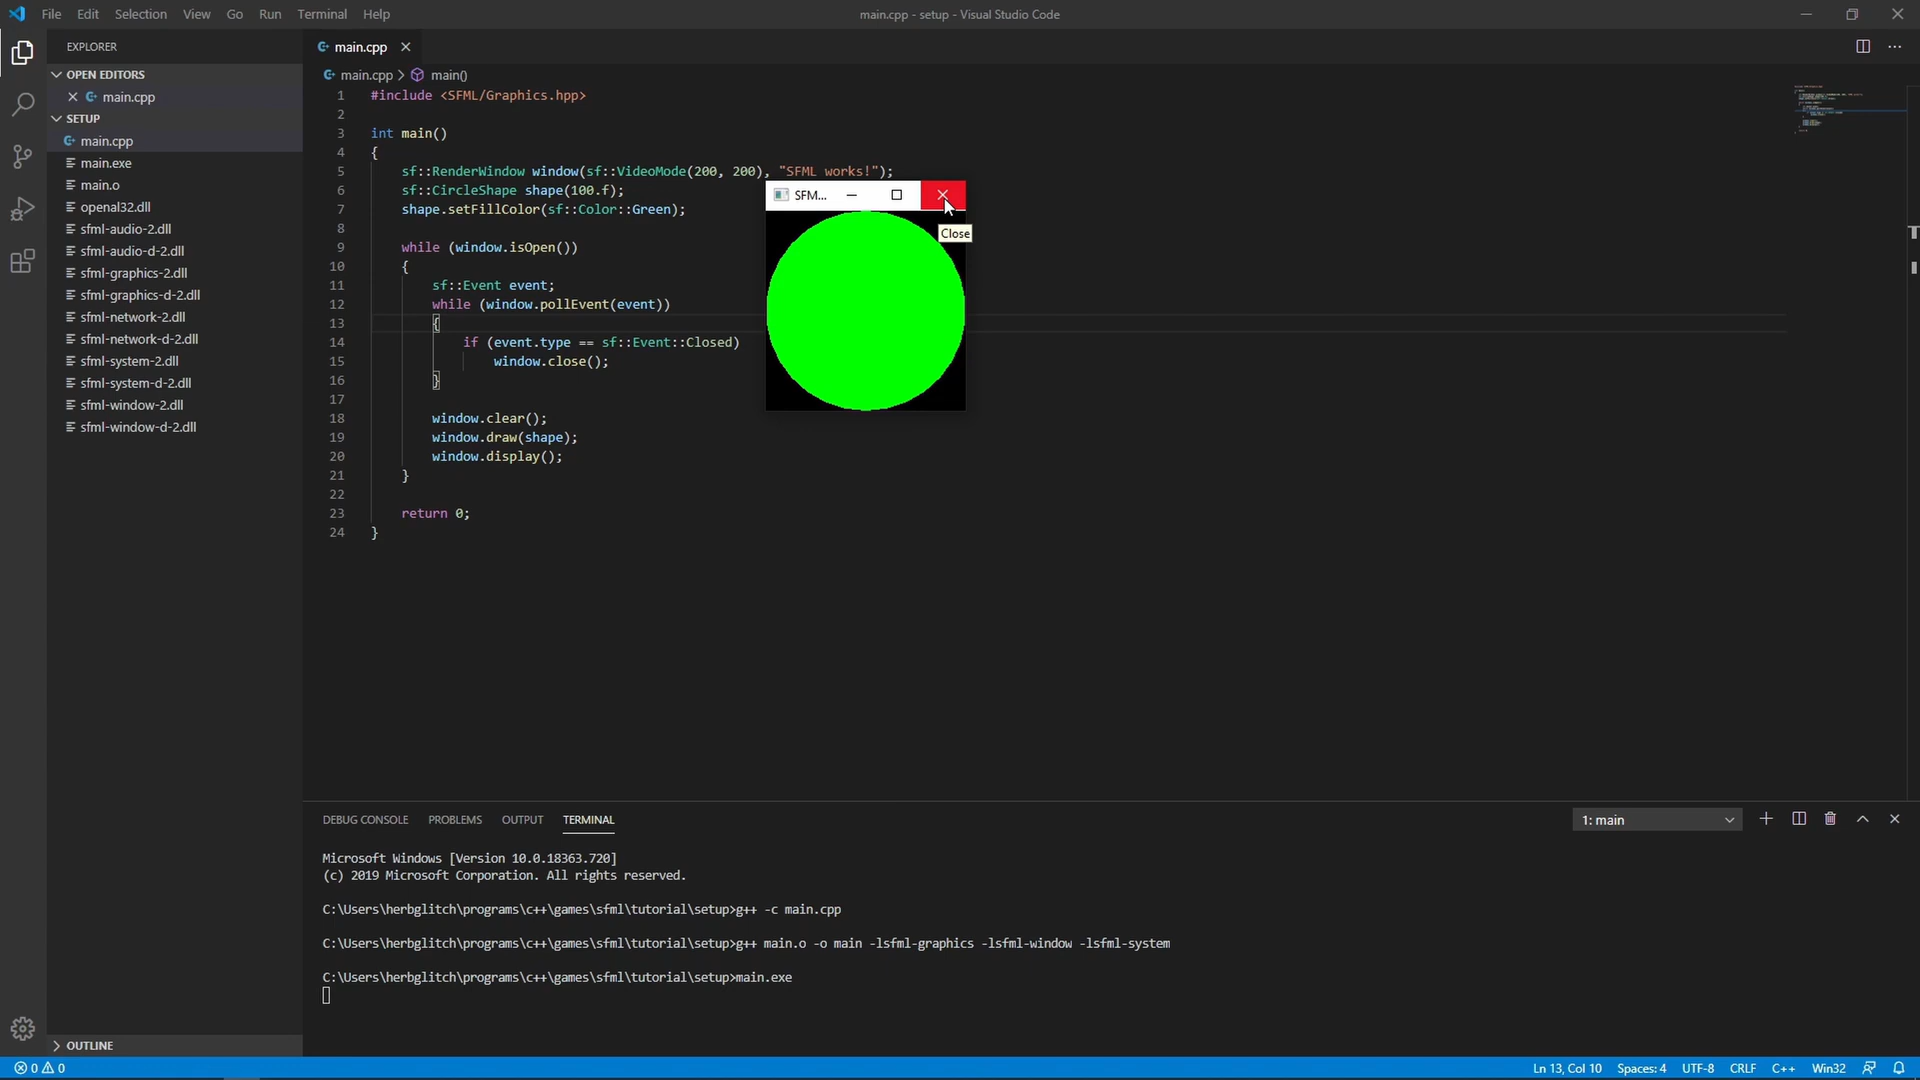 File Edit Selection View Go Run Terminal Help
main.cpp - setup - Visual Studio Code
EXPLORER
OPEN EDITORS
main.cpp
SETUP
main.cpp
main.exe
main.o
openal32.dll
sfml-audio-2.dll
sfml-audio-d-2.dll
sfml-graphics-2.dll
sfml-graphics-d-2.dll
sfml-network-2.dll
sfml-network-d-2.dll
sfml-system-2.dll
sfml-system-d-2.dll
sfml-window-2.dll
sfml-window-d-2.dll
OUTLINE
main.cpp
main.cpp > main()
1 #include <SFML/Graphics.hpp>
2
3 int main()
4 {
5 sf::RenderWindow window(sf::VideoMode(200, 200), "SFML works!");
6 sf::CircleShape shape(100.f);
7 shape.setFillColor(sf::Color::Green);
8
9 while (window.isOpen())
10 {
11 sf::Event event;
12 while (window.pollEvent(event))
13 {
14 if (event.type == sf::Event::Closed)
15 window.close();
16 }
17
18 window.clear();
19 window.draw(shape);
20 window.display();
21 }
22
23 return 0;
24 }
SFM...
Close
DEBUG CONSOLE PROBLEMS OUTPUT TERMINAL
1: main
Microsoft Windows [Version 10.0.18363.720]
(c) 2019 Microsoft Corporation. All rights reserved.
C:\Users\herbglitch\programs\c++\games\sfml\tutorial\setup>g++ -c main.cpp
C:\Users\herbglitch\programs\c++\games\sfml\tutorial\setup>g++ main.o -o main -lsfml-graphics -lsfml-window -lsfml-system
C:\Users\herbglitch\programs\c++\games\sfml\tutorial\setup>main.exe
0 0
Ln 13, Col 10 Spaces: 4 UTF-8 CRLF C++ Win32